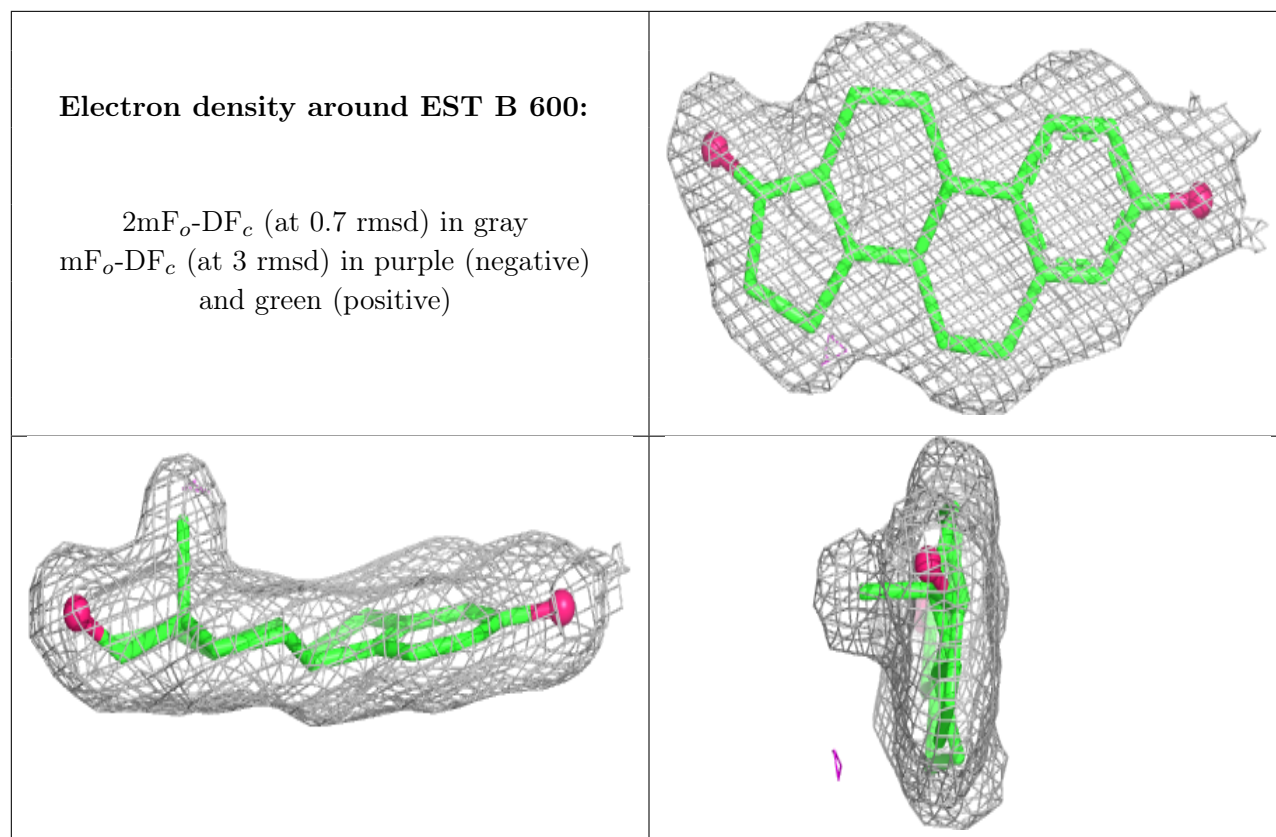 Electron density around EST B 600:
2mFₒ-DF𝒸 (at 0.7 rmsd) in gray
mFₒ-DF𝒸 (at 3 rmsd) in purple (negative)
and green (positive)